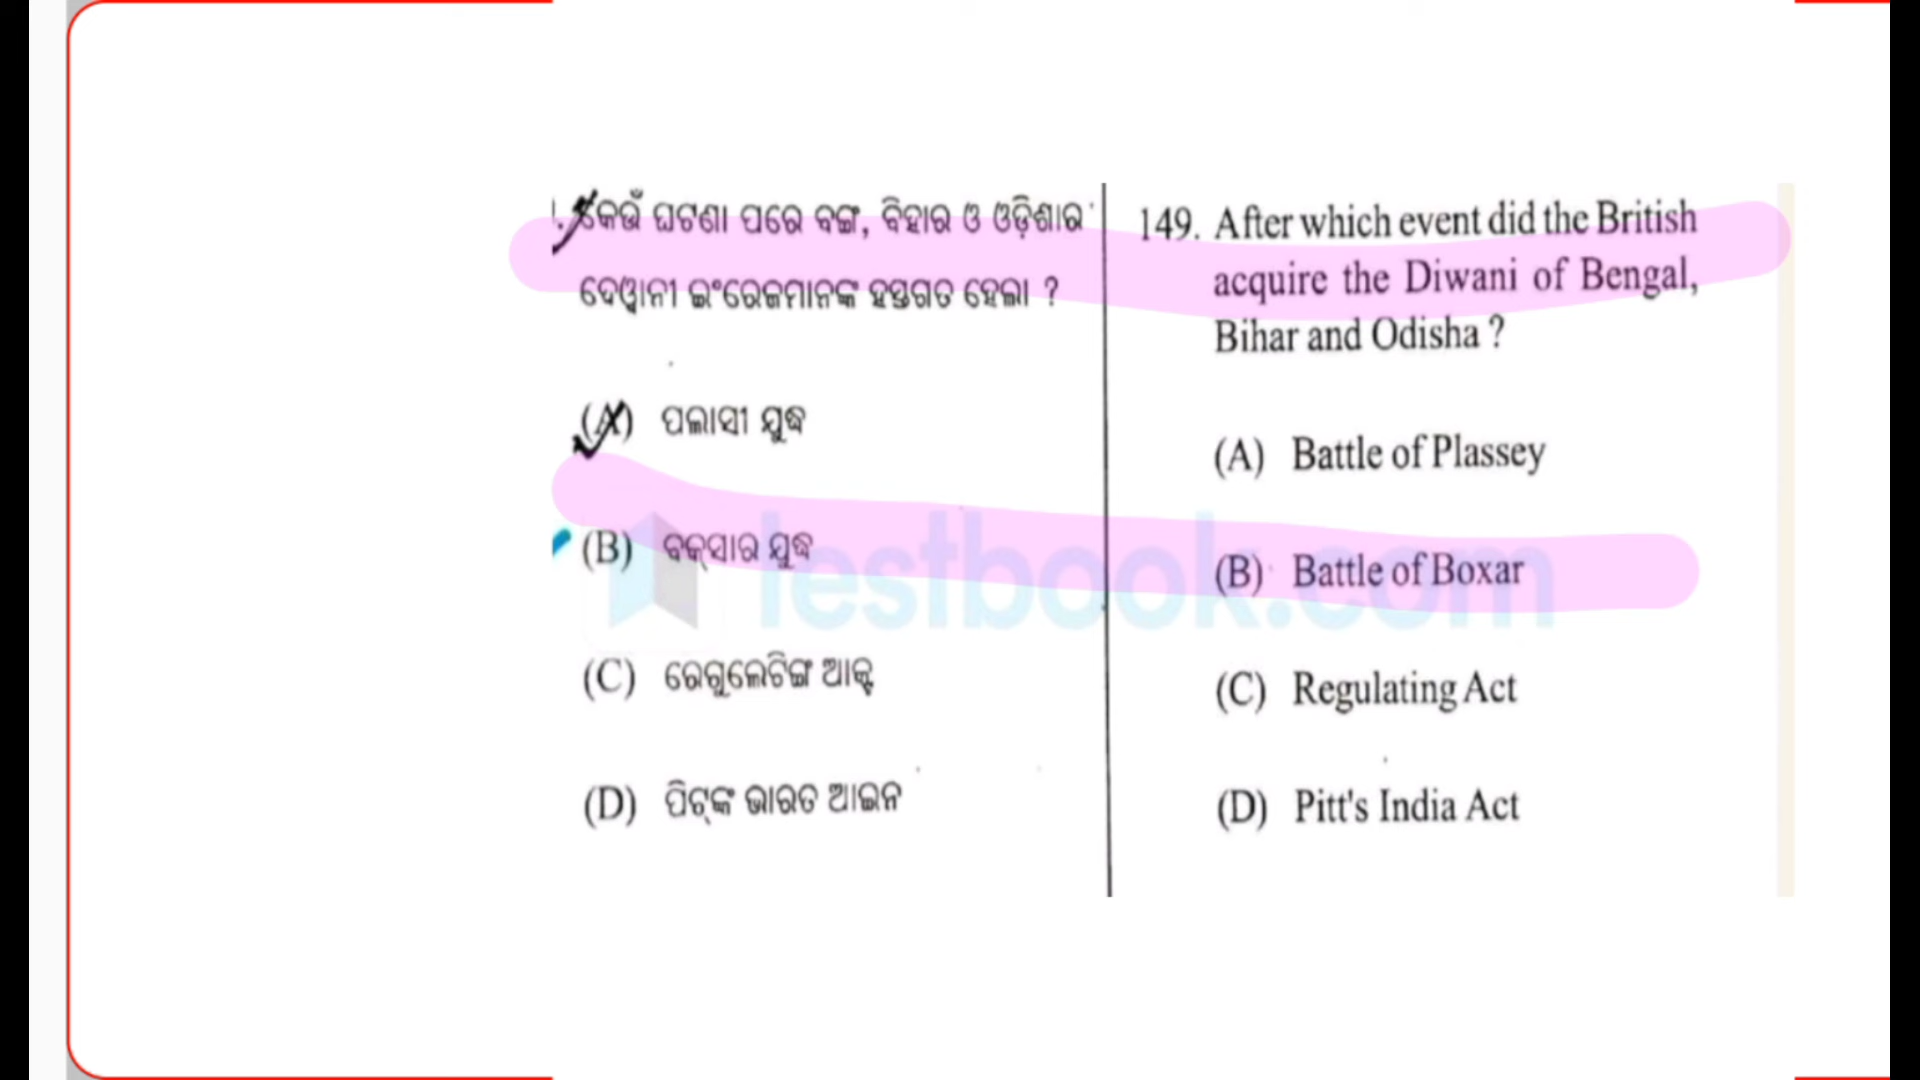 କେଉଁ ଘଟଣା ପରେ ବଙ୍ଗ, ବିହାର ଓ ଓଡ଼ିଶାର
ଦେୱାନୀ ଇଂରେଜମାନଙ୍କ ହସ୍ତଗତ ହେଲା ?
(A) ପଲାସୀ ଯୁଦ୍ଧ
(B) ବକ୍ସାର ଯୁଦ୍ଧ
(C) ରେଗୁଲେଟିଙ୍ଗ ଆକ୍ଟ
(D) ପିଟ୍‌ଙ୍କ ଭାରତ ଆଇନ
149. After which event did the British
acquire the Diwani of Bengal,
Bihar and Odisha ?
(A) Battle of Plassey
(B) Battle of Boxar
(C) Regulating Act
(D) Pitt's India Act
testbook.com